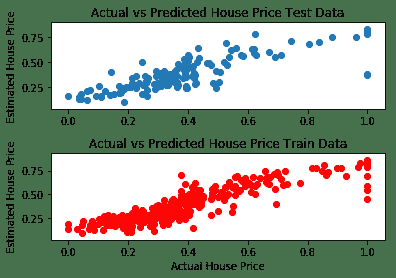 Actual vs Predicted House Price Test Data
Estimated House Price
0.75
0.50
0.25
0.0 0.2 0.4 0.6 0.8 1.0
Actual vs Predicted House Price Train Data
Estimated House Price
0.75
0.50
0.25
0.0 0.2 0.4 0.6 0.8 1.0
Actual House Price